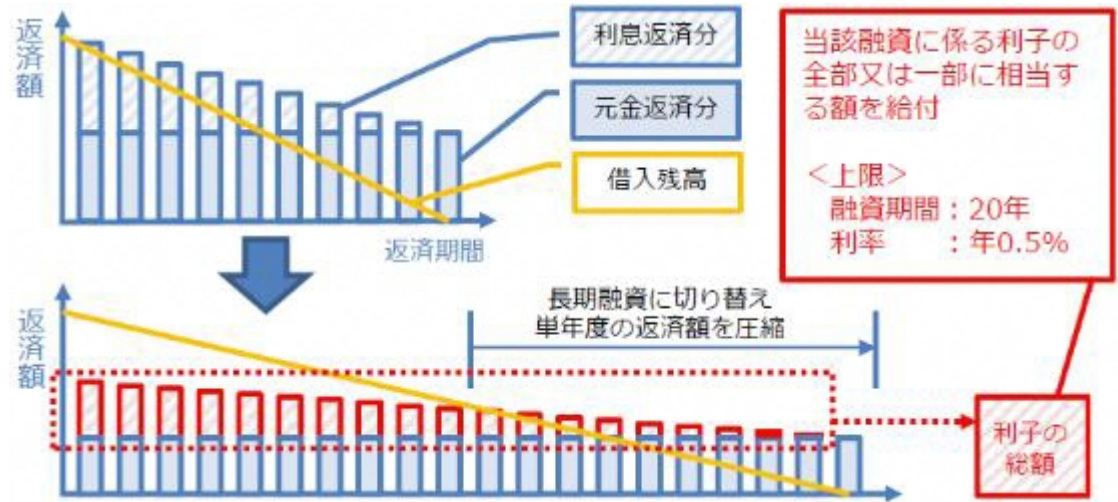 返済額
利息返済分
元金返済分
借入残高
返済期間
当該融資に係る利子の
全部又は一部に相当す
る額を給付
＜上限＞
融資期間：20年
利率　　：年0.5%
長期融資に切り替え
単年度の返済額を圧縮
返済額
利子の
総額